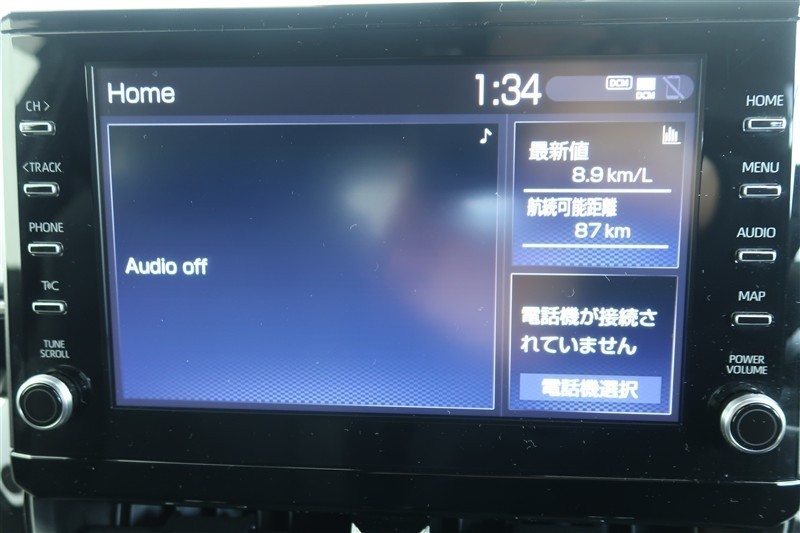 Home
1:34
DCM
DCM
Audio off
最新値
8.9 km/L
航続可能距離
87 km
電話機が接続さ
れていません
電話機選択
CH >
< TRACK
PHONE
T&C
TUNE
SCROLL
HOME
MENU
AUDIO
MAP
POWER
VOLUME